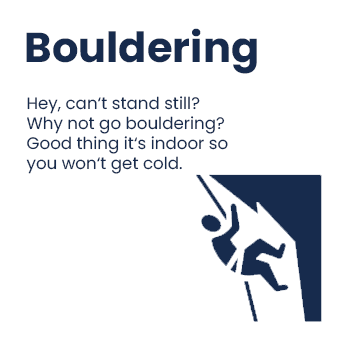 Bouldering
Hey, can't stand still?
Why not go bouldering?
Good thing it's indoor so
you won't get cold.